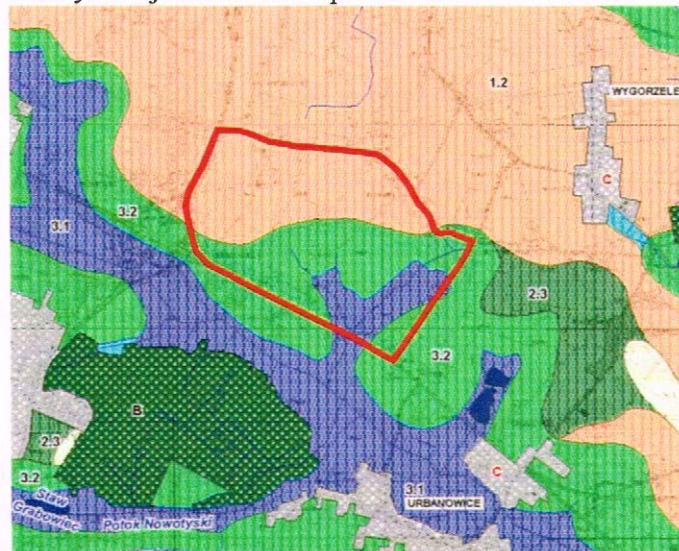 1.2
WYGORZELE
C
3.2
3.1
2.3
3.2
B
2.3
3.2
C
3.1
URBANOWICE
Staw
Grabowiec
Potok Nowotyski